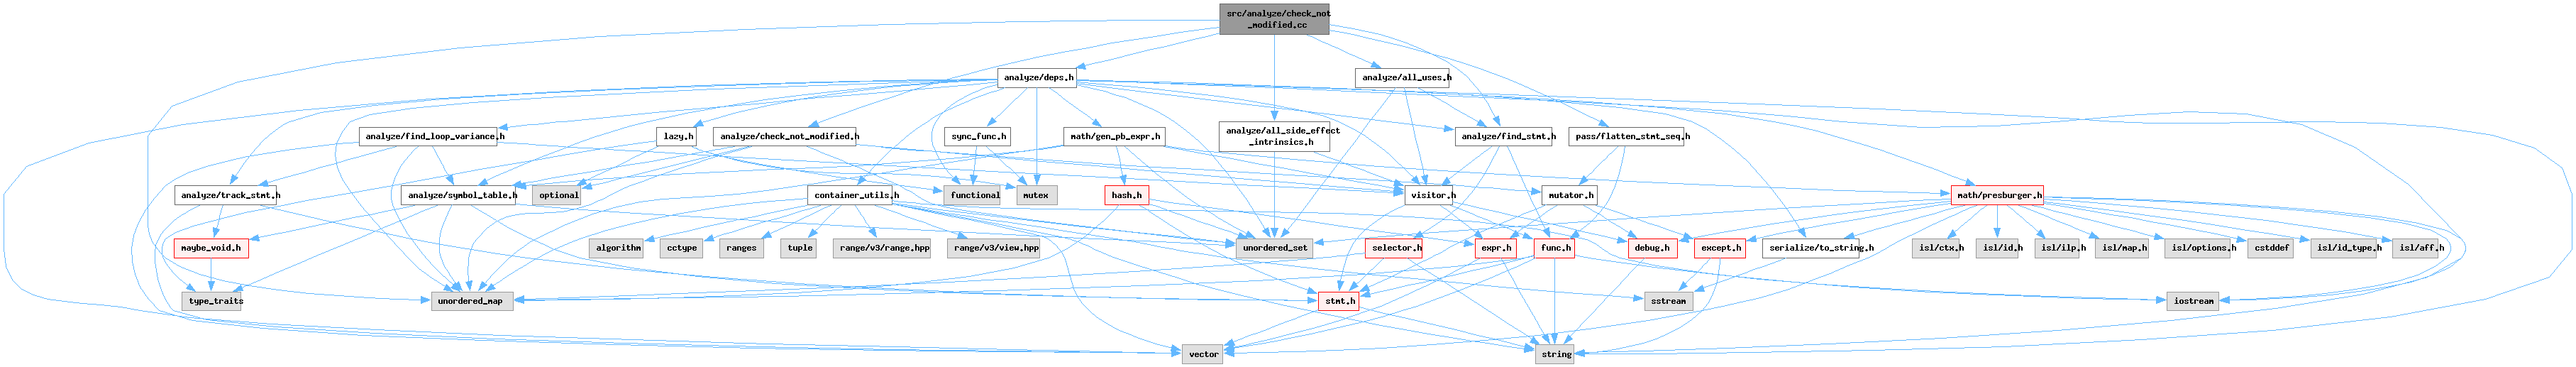 src/analyze/check_not
_modified.cc
analyze/deps.h
analyze/all_uses.h
analyze/find_loop_variance.h
lazy.h
analyze/check_not_modified.h
sync_func.h
math/gen_pb_expr.h
analyze/all_side_effect
_intrinsics.h
analyze/find_stmt.h
pass/flatten_stmt_seq.h
analyze/track_stmt.h
analyze/symbol_table.h
optional
container_utils.h
functional
mutex
hash.h
visitor.h
mutator.h
math/presburger.h
maybe_void.h
algorithm
cctype
ranges
tuple
range/v3/range.hpp
range/v3/view.hpp
unordered_set
selector.h
expr.h
func.h
debug.h
except.h
serialize/to_string.h
isl/ctx.h
isl/id.h
isl/ilp.h
isl/map.h
isl/options.h
cstddef
isl/id_type.h
isl/aff.h
type_traits
unordered_map
stmt.h
sstream
iostream
vector
string